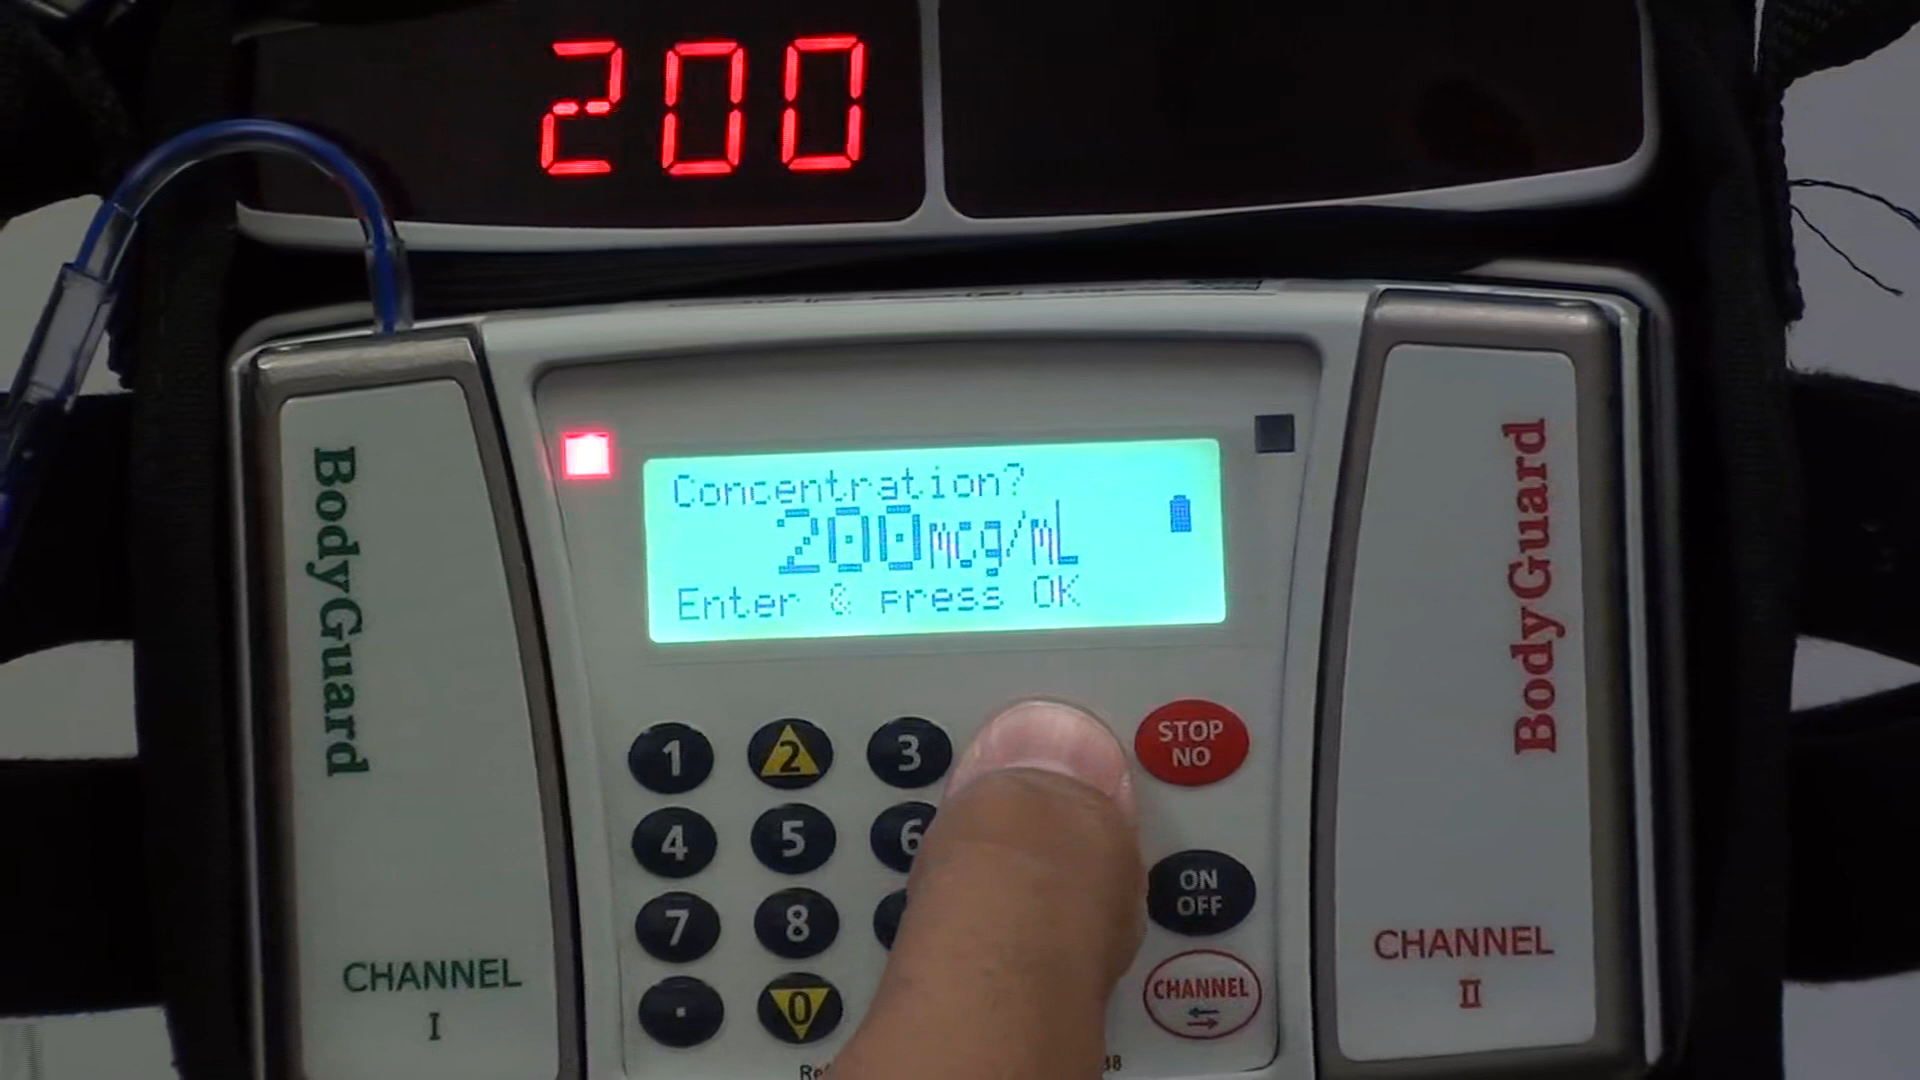 200
BodyGuard
Concentration?
200mcg/mL
Enter & press OK
BodyGuard
1
2
3
STOP
NO
4
5
6
ON
OFF
7
8
.
0
CHANNEL
CHANNEL
I
CHANNEL
II